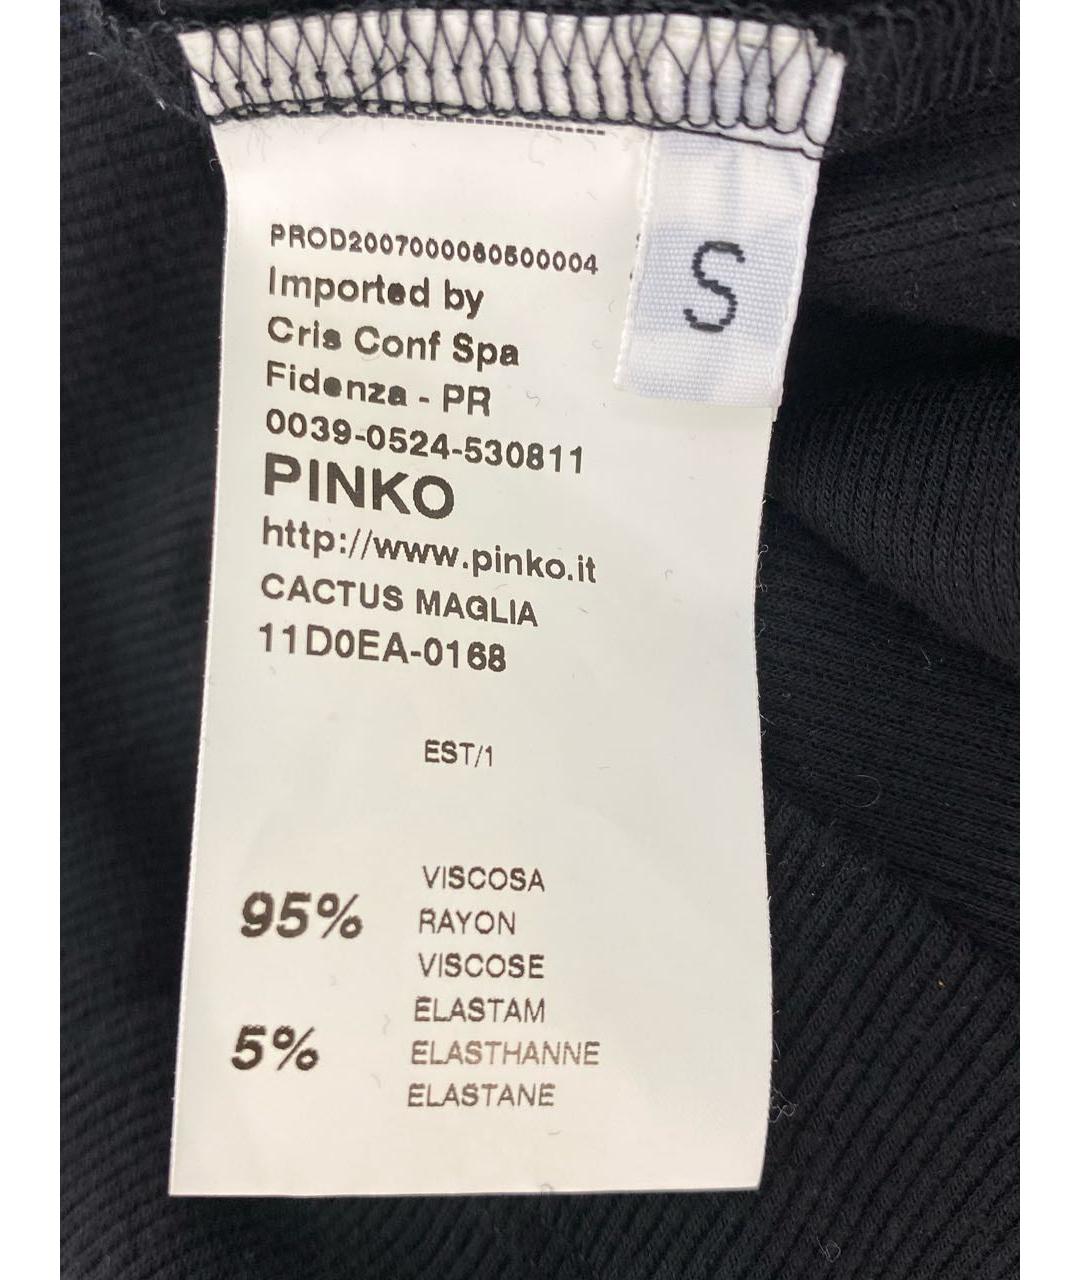 S
PROD2007000080500004
Imported by
Cris Conf Spa
Fidenza - PR
0039-0524-530811
PINKO
http://www.pinko.it
CACTUS MAGLIA
11D0EA-0168
EST/1
VISCOSA
95% RAYON
VISCOSE
ELASTAM
5% ELASTHANNE
ELASTANE